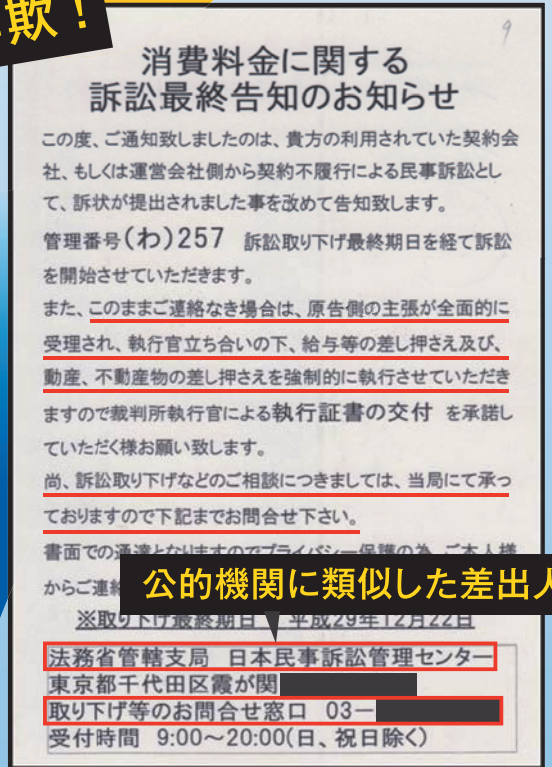 欺！
9
消費料金に関する
訴訟最終告知のお知らせ
この度、ご通知致しましたのは、貴方の利用されていた契約会
社、もしくは運営会社側から契約不履行による民事訴訟とし
て、訴状が提出されました事を改めて告知致します。
管理番号(わ)257 訴訟取り下げ最終期日を経て訴訟
を開始させていただきます。
また、このままご連絡なき場合は、原告側の主張が全面的に
受理され、執行官立ち合いの下、給与等の差し押さえ及び、
動産、不動産物の差し押さえを強制的に執行させていただき
ますので裁判所執行官による執行証書の交付 を承諾し
ていただく様お願い致します。
尚、訴訟取り下げなどのご相談につきましては、当局にて承っ
ておりますので下記までお問合せ下さい。
書面での通達となりますのでプライバシー保護の為、ご本人様
からご連絡
公的機関に類似した差出人
※取り下げ最終期日 平成29年12月22日
法務省管轄支局 日本民事訴訟管理センター
東京都千代田区霞が関
取り下げ等のお問合せ窓口 03ー
受付時間 9:00～20:00(日、祝日除く)